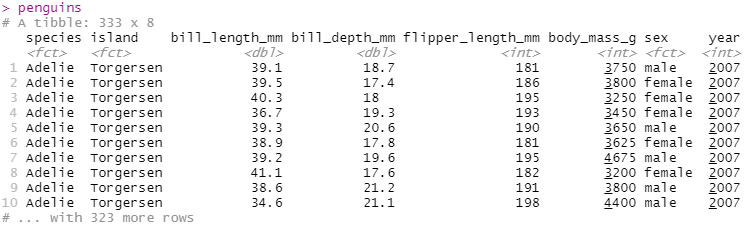 > penguins
# A tibble: 333 x 8
   species island    bill_length_mm bill_depth_mm flipper_length_mm body_mass_g sex    year
   <fct>   <fct>              <dbl>         <dbl>             <int>       <int> <fct>  <int>
 1 Adelie  Torgersen           39.1          18.7               181        3750 male    2007
 2 Adelie  Torgersen           39.5          17.4               186        3800 female  2007
 3 Adelie  Torgersen           40.3          18                 195        3250 female  2007
 4 Adelie  Torgersen           36.7          19.3               193        3450 female  2007
 5 Adelie  Torgersen           39.3          20.6               190        3650 male    2007
 6 Adelie  Torgersen           38.9          17.8               181        3625 female  2007
 7 Adelie  Torgersen           39.2          19.6               195        4675 male    2007
 8 Adelie  Torgersen           41.1          17.6               182        3200 female  2007
 9 Adelie  Torgersen           38.6          21.2               191        3800 male    2007
10 Adelie  Torgersen           34.6          21.1               198        4400 male    2007
# ... with 323 more rows